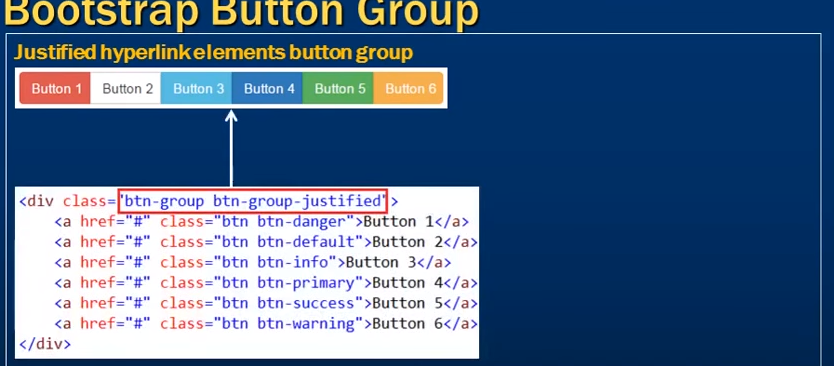 Bootstrap Button Group
Justified hyperlink elements button group
Button 1 Button 2 Button 3 Button 4 Button 5 Button 6
<div class="btn-group btn-group-justified">
    <a href="#" class="btn btn-danger">Button 1</a>
    <a href="#" class="btn btn-default">Button 2</a>
    <a href="#" class="btn btn-info">Button 3</a>
    <a href="#" class="btn btn-primary">Button 4</a>
    <a href="#" class="btn btn-success">Button 5</a>
    <a href="#" class="btn btn-warning">Button 6</a>
</div>